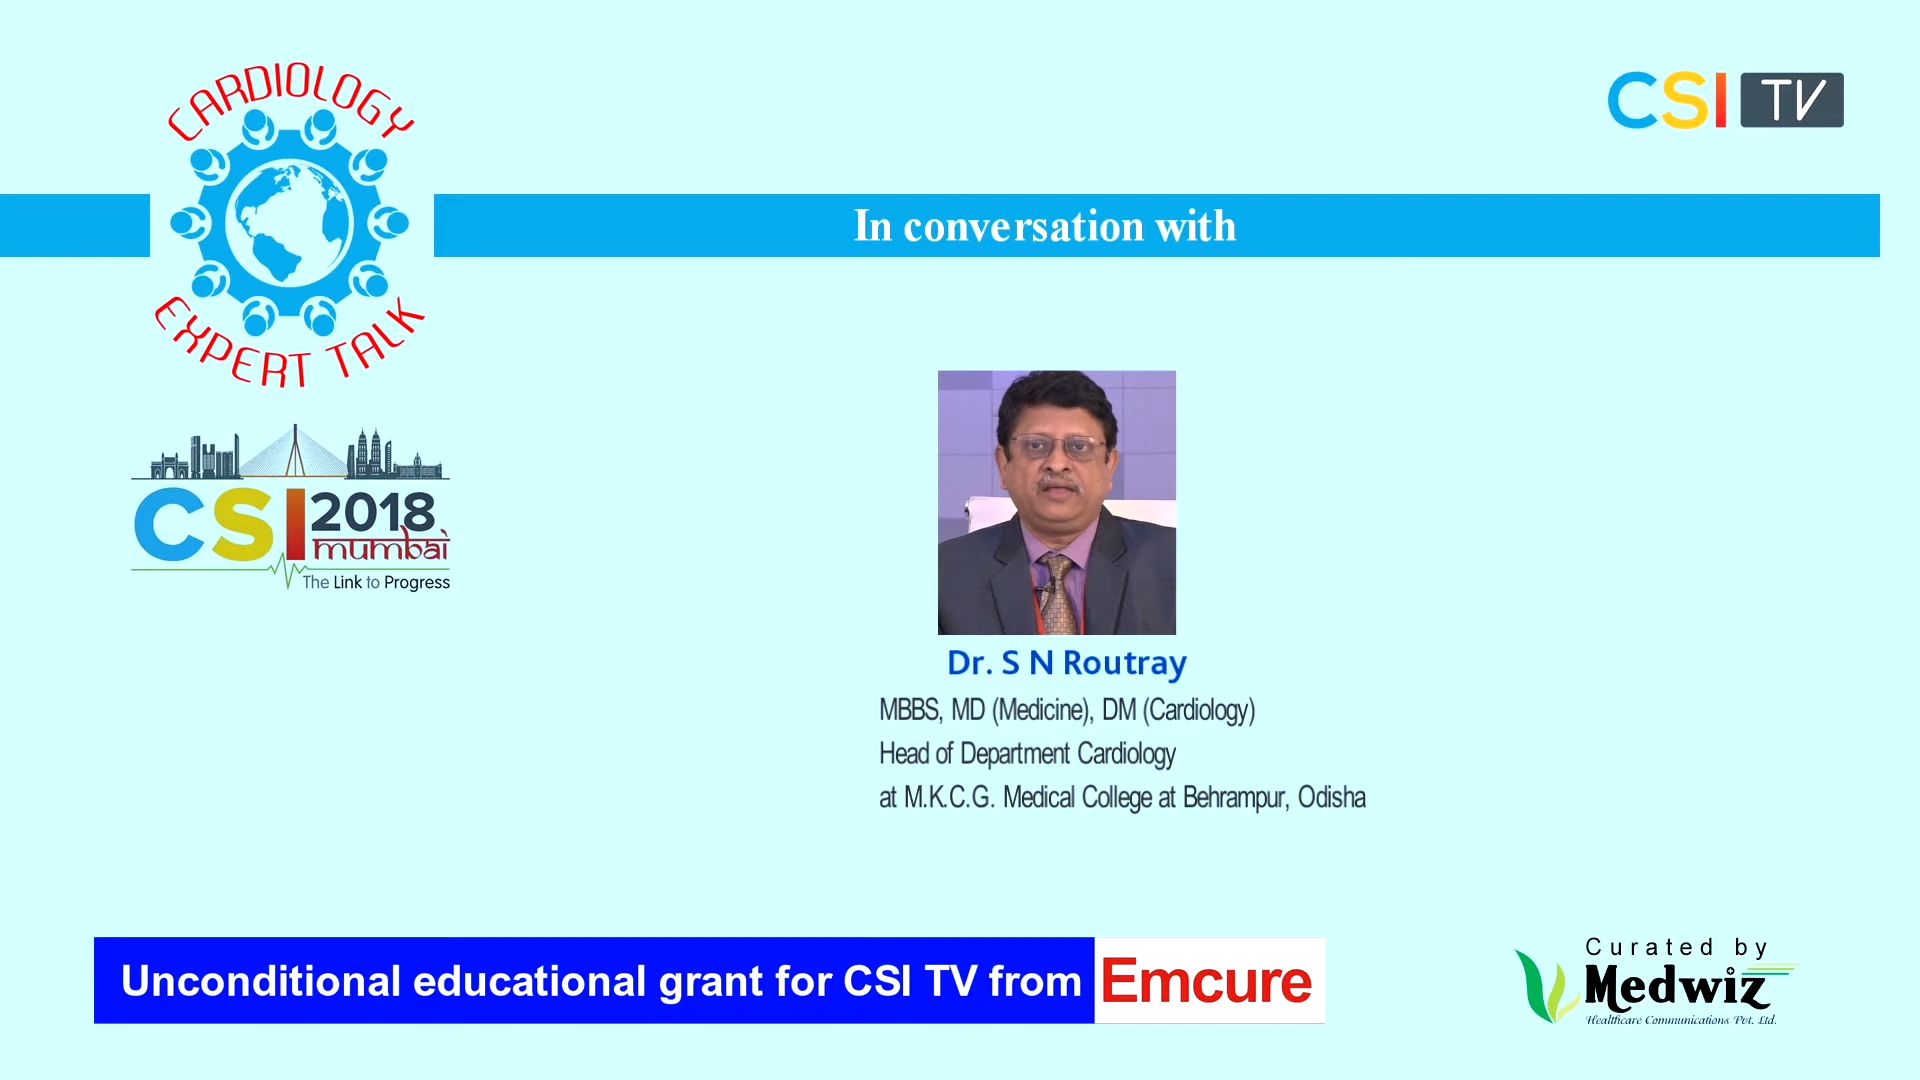 CARDIOLOGY
EXPERT TALK
CSI TV
In conversation with
CSI 2018
mumbai
The Link to Progress
Dr. S N Routray
MBBS, MD (Medicine), DM (Cardiology)
Head of Department Cardiology
at M.K.C.G. Medical College at Behrampur, Odisha
Unconditional educational grant for CSI TV from Emcure
Curated by
Medwiz
Healthcare Communications Pvt. Ltd.